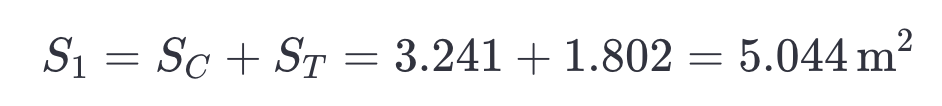 S₁ = S_C + S_T = 3.241 + 1.802 = 5.044 m²